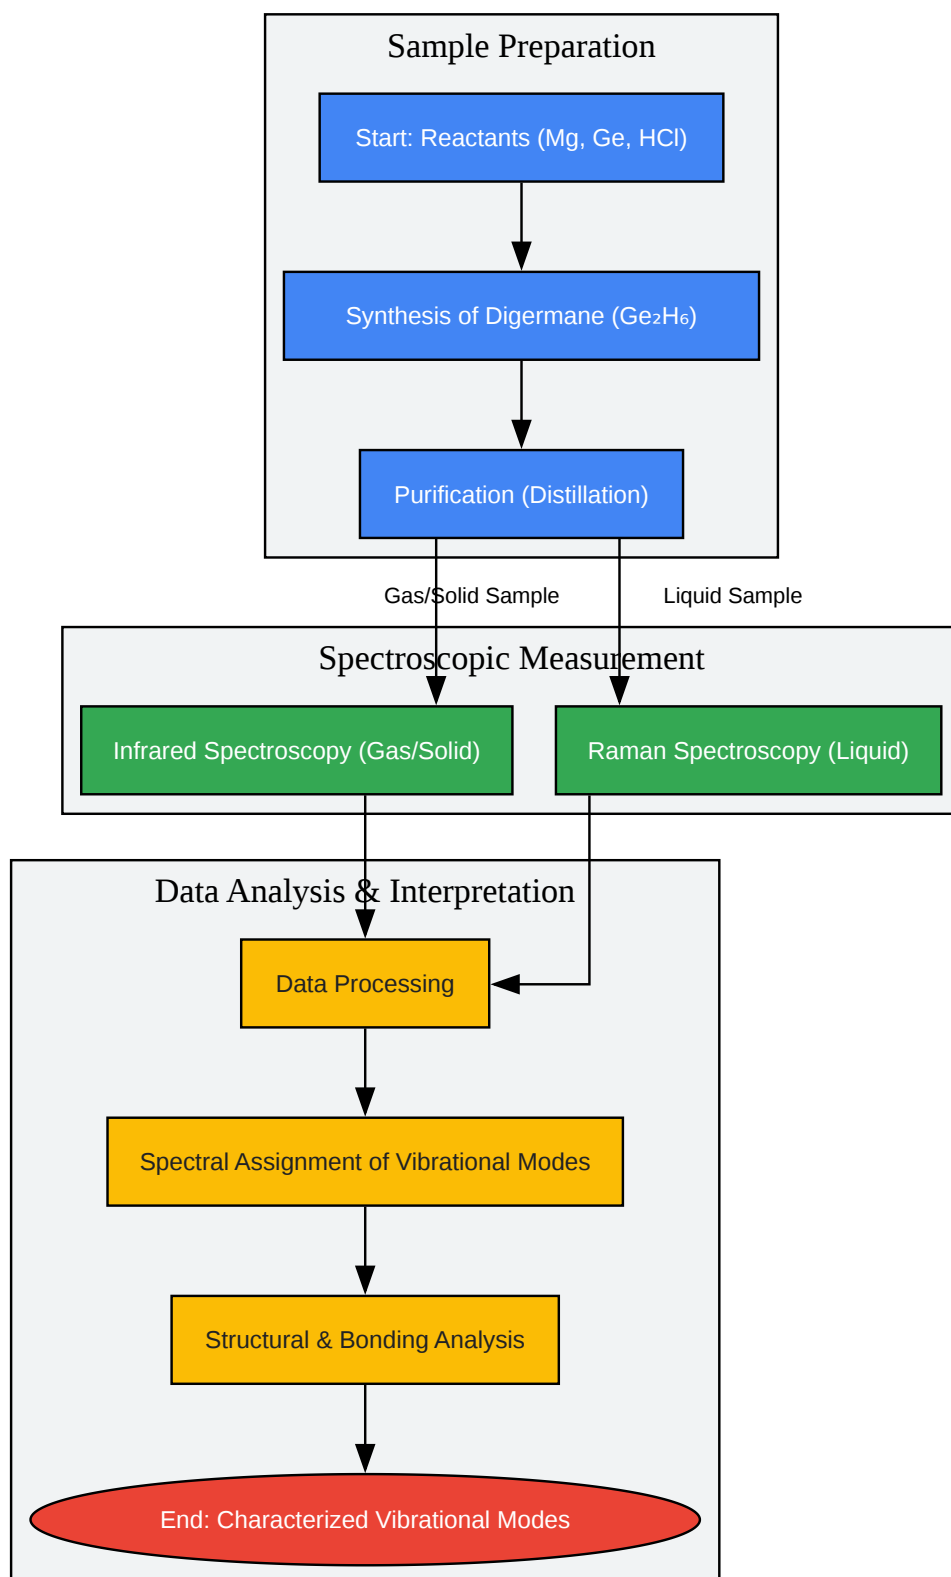 Sample Preparation
Start: Reactants (Mg, Ge, HCl)
Synthesis of Digermane (Ge₂H₆)
Purification (Distillation)
Gas/Solid Sample
Liquid Sample
Spectroscopic Measurement
Infrared Spectroscopy (Gas/Solid)
Raman Spectroscopy (Liquid)
Data Analysis & Interpretation
Data Processing
Spectral Assignment of Vibrational Modes
Structural & Bonding Analysis
End: Characterized Vibrational Modes